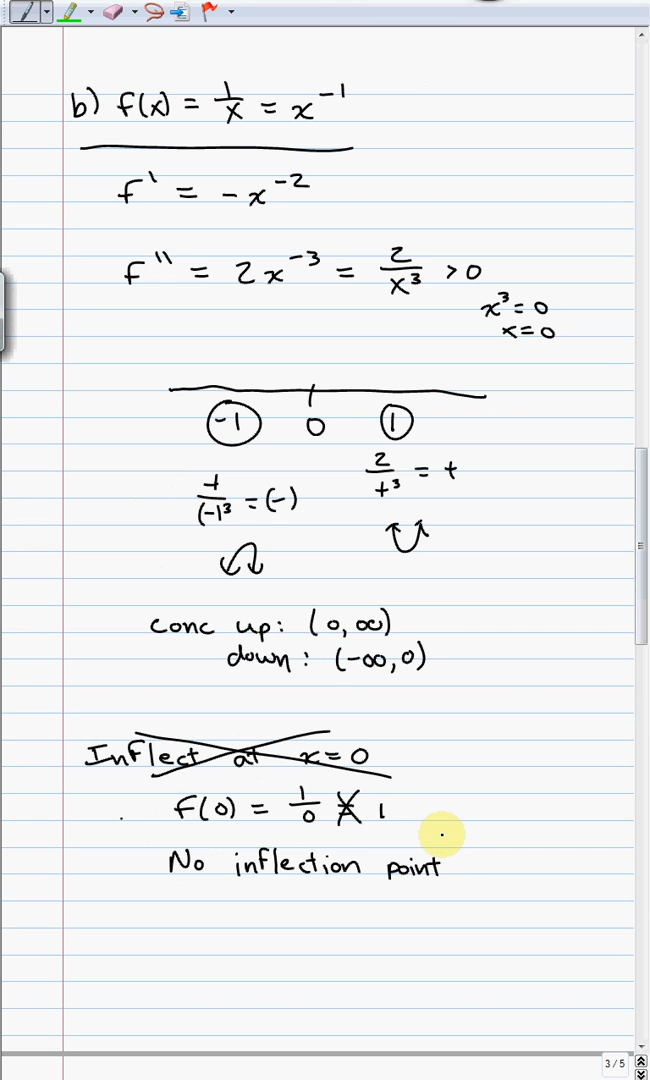 b) f(x) = 1/x = x^-1
f' = -x^-2
f'' = 2x^-3 = 2/x^3 > 0
x^3 = 0
x = 0
-1 0 1
+/(-1^3 = (-)
2/+^3 = +
conc up: (0, ∞)
down: (-∞, 0)
Inflect at x = 0
f(0) = 1/0
No inflection point
3 / 5